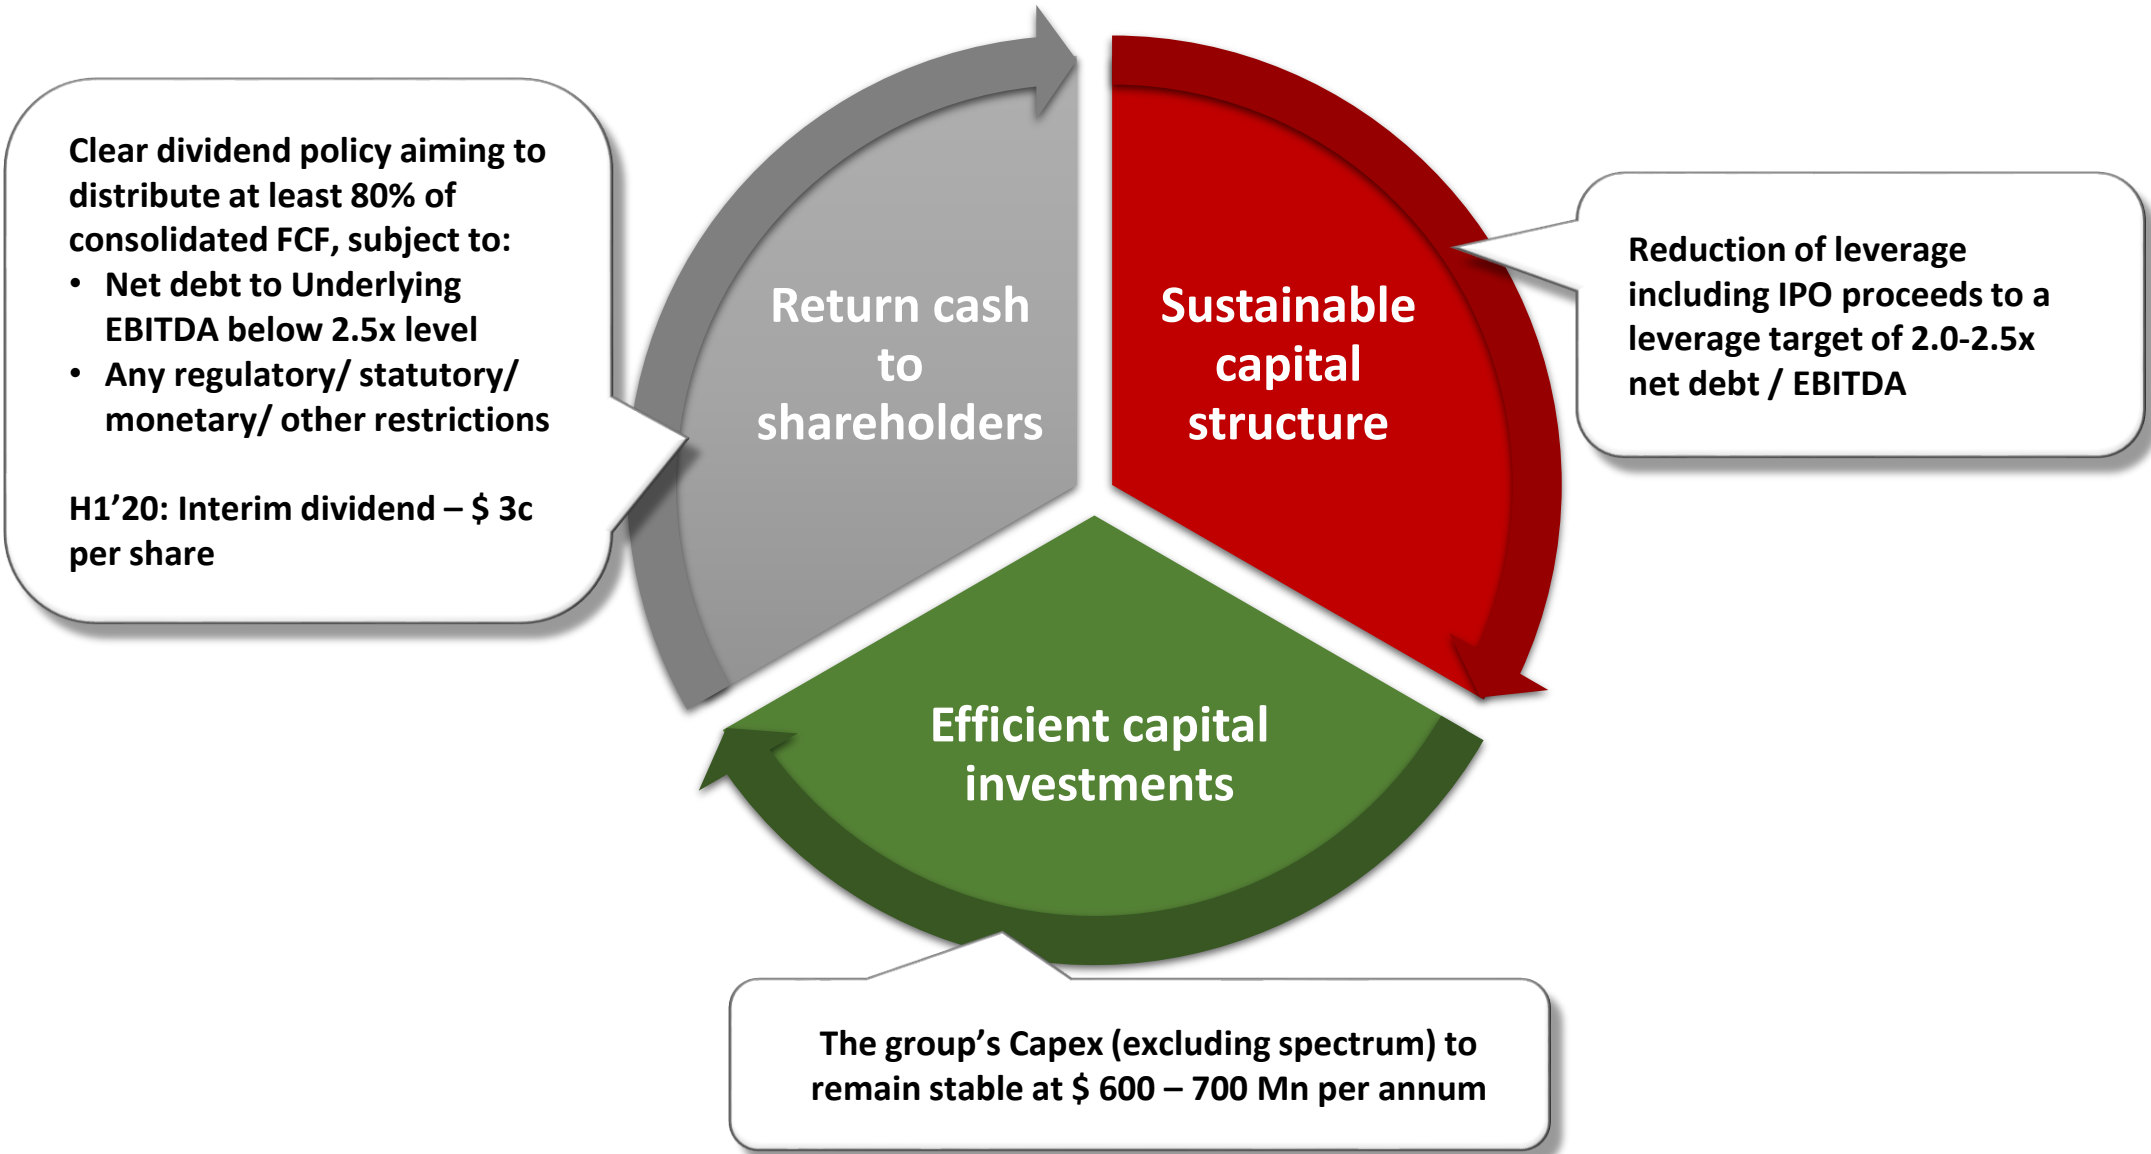 Clear dividend policy aiming to
distribute at least 80% of
consolidated FCF, subject to:
• Net debt to Underlying
EBITDA below 2.5x level
• Any regulatory/ statutory/
monetary/ other restrictions
H1’20: Interim dividend – $ 3c
per share
Return cash
to
shareholders
Sustainable
capital
structure
Reduction of leverage
including IPO proceeds to a
leverage target of 2.0-2.5x
net debt / EBITDA
Efficient capital
investments
The group’s Capex (excluding spectrum) to
remain stable at $ 600 – 700 Mn per annum